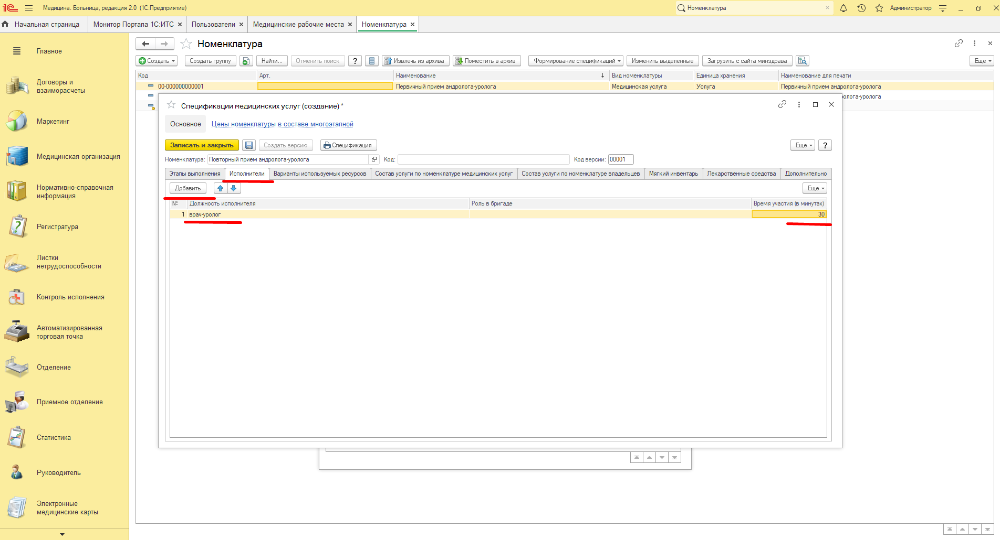 Медицина. Больница, редакция 2.0 (1С:Предприятие)
Номенклатура
Администратор
Начальная страница
Монитор Портала 1С:ИТС
Пользователи
Медицинские рабочие места
Номенклатура
Главное
Договоры и
взаиморасчеты
Маркетинг
Медицинская организация
Нормативно-справочная
информация
Регистратура
Листки
нетрудоспособности
Контроль исполнения
Автоматизированная
торговая точка
Отделение
Приемное отделение
Статистика
Руководитель
Электронные
медицинские карты
Номенклатура
Создать
Создать группу
Найти...
Отменить поиск
?
Извлечь из архива
Поместить в архив
Формирование спецификаций
Изменить выделенные
Загрузить с сайта минздрава
Еще
Код Арт. Наименование Вид номенклатуры Единица хранения Наименование для печати
00-000000000001 Первичный прием андролога-уролога Медицинская услуга Услуга Первичный прием андролога-уролога
олога-уролога
Спецификации медицинских услуг (создание) *
Основное Цены номенклатуры в составе многоэтапной
Записать и закрыть Создать версию Спецификация Еще ?
Номенклатура: Повторный прием андролога-уролога Код: Код версии: 00001
Этапы выполнения Исполнители Варианты используемых ресурсов Состав услуги по номенклатуре медицинских услуг Состав услуги по номенклатуре владельцев Мягкий инвентарь Лекарственные средства Дополнительно
Добавить Еще
№ Должность исполнителя Роль в бригаде Время участия (в минутах)
1 врач-уролог 30